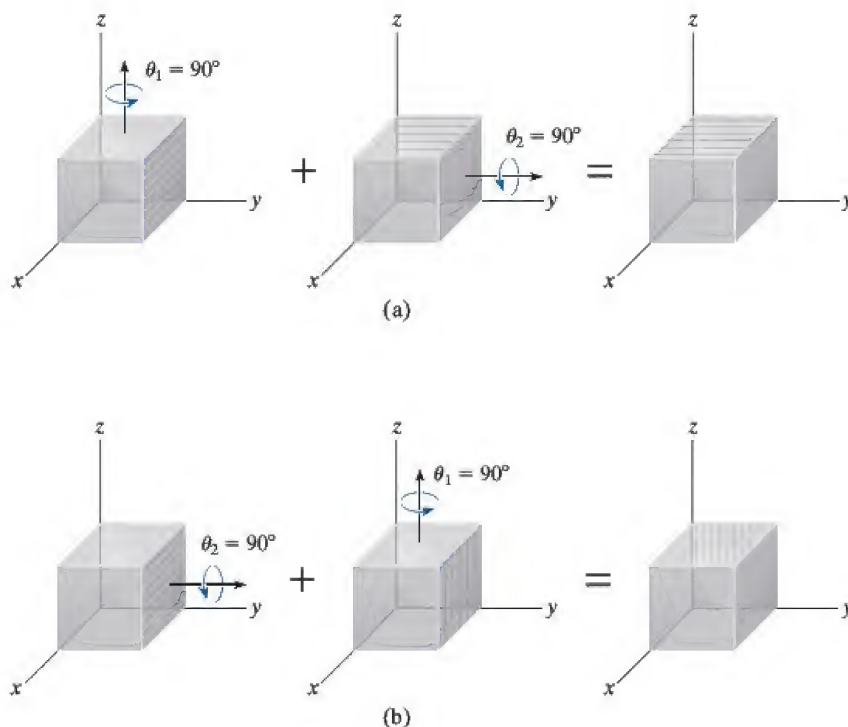 z z z
θ₁ = 90°
θ₂ = 90°
+ =
y y y
x x x
(a)
z z z
θ₁ = 90°
θ₂ = 90°
+ =
y y y
x x x
(b)